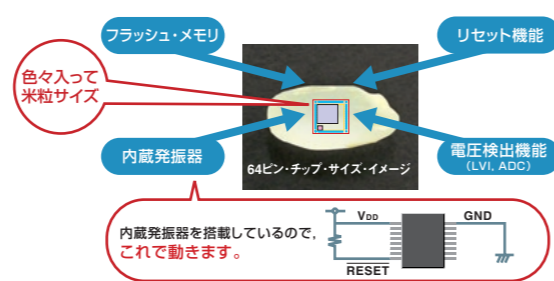 フラッシュ・メモリ
リセット機能
色々入って
米粒サイズ
内蔵発振器
電圧検出機能
(LVI, ADC)
64ピン・チップ・サイズ・イメージ
内蔵発振器を搭載しているので、
これで動きます。
VDD
GND
RESET